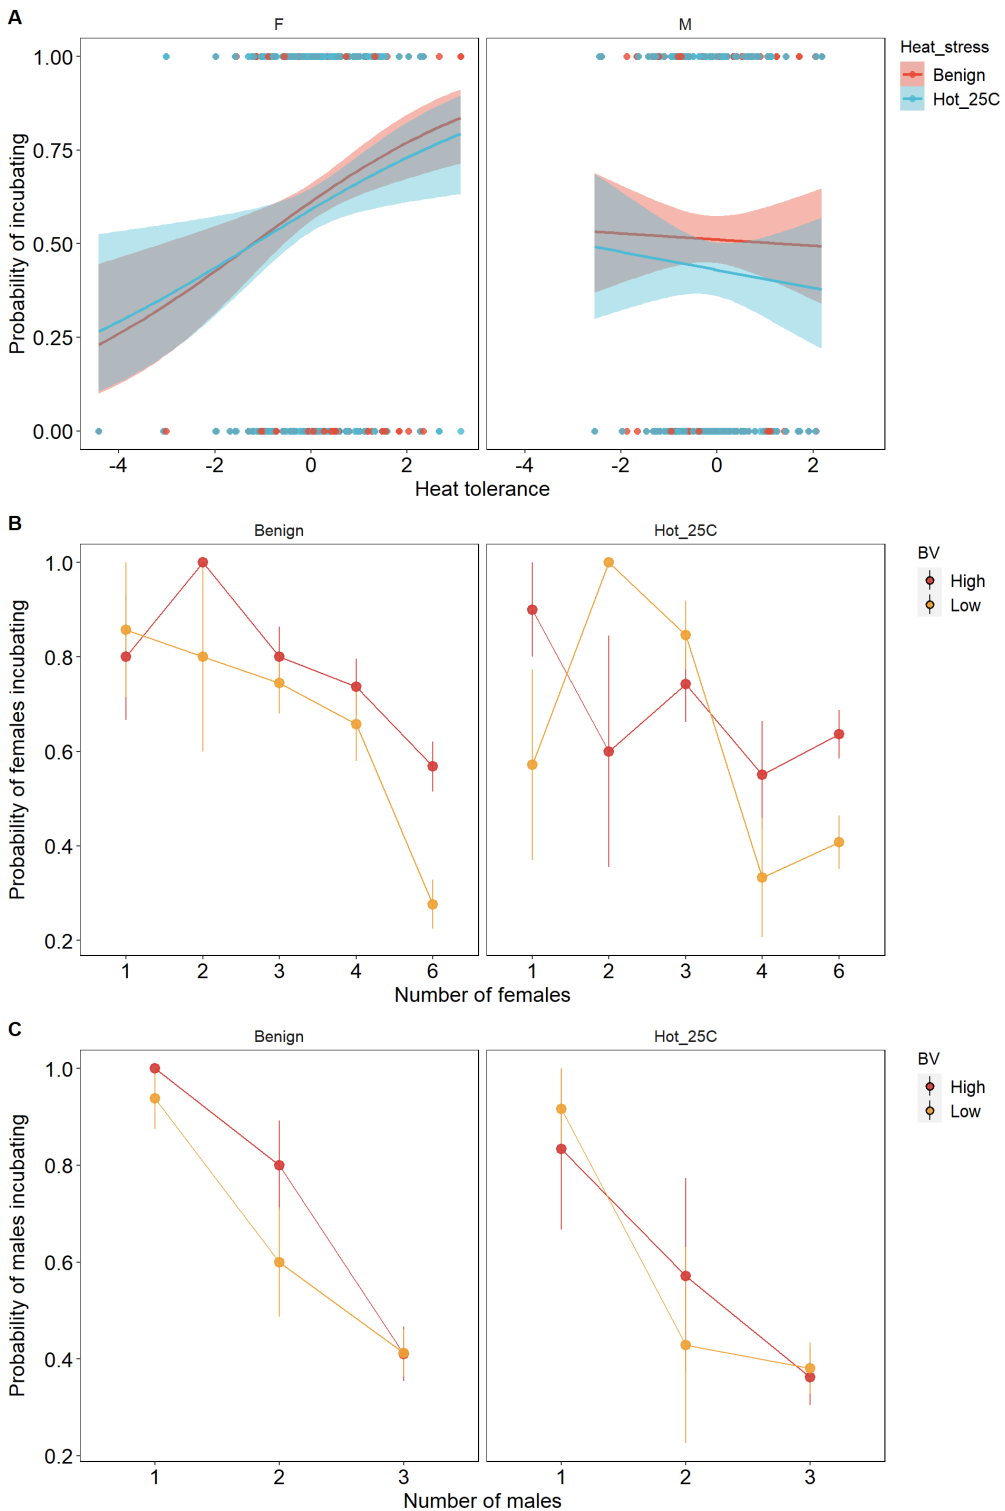 A
F
M
Heat_stress
Benign
Hot_25C
Probability of incubating
1.00
0.75
0.50
0.25
0.00
-4 -2 0 2
-4 -2 0 2
Heat tolerance
B
Benign
Hot_25C
BV
High
Low
Probability of females incubating
1.0
0.8
0.6
0.4
0.2
1 2 3 4 6
1 2 3 4 6
Number of females
C
Benign
Hot_25C
BV
High
Low
Probability of males incubating
1.0
0.8
0.6
0.4
0.2
1 2 3
1 2 3
Number of males